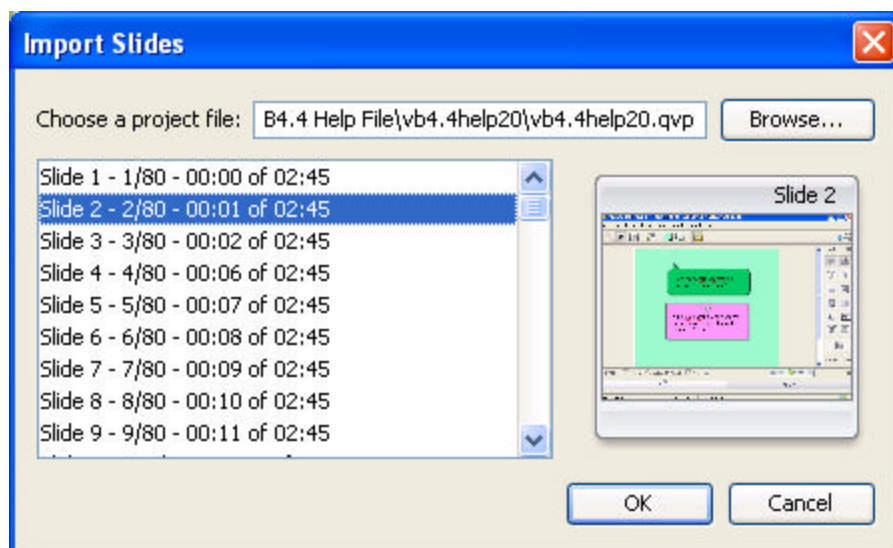 Import Slides
Choose a project file: B4.4 Help File\vb4.4help20\vb4.4help20.qvp Browse...
Slide 1 - 1/80 - 00:00 of 02:45
Slide 2 - 2/80 - 00:01 of 02:45
Slide 3 - 3/80 - 00:02 of 02:45
Slide 4 - 4/80 - 00:06 of 02:45
Slide 5 - 5/80 - 00:07 of 02:45
Slide 6 - 6/80 - 00:08 of 02:45
Slide 7 - 7/80 - 00:09 of 02:45
Slide 8 - 8/80 - 00:10 of 02:45
Slide 9 - 9/80 - 00:11 of 02:45
Slide 2
OK Cancel